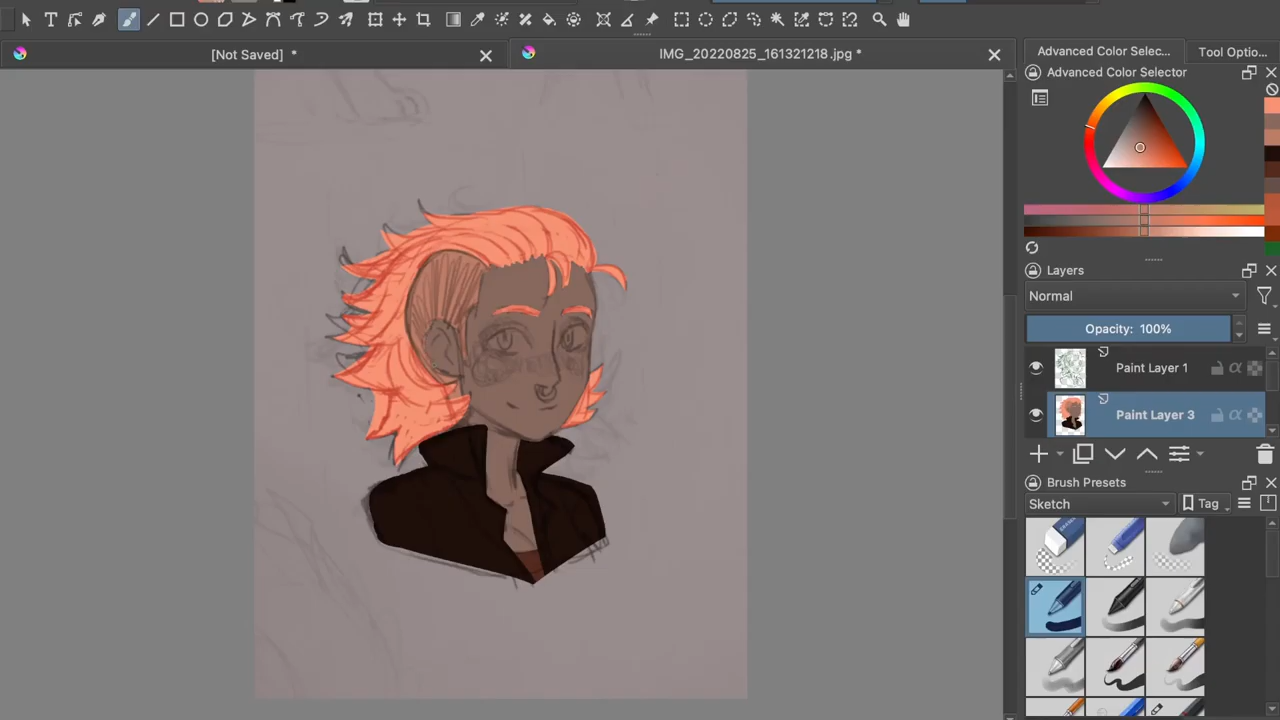 [Not Saved] *
IMG_20220825_161321218.jpg *
Advanced Color Selec...
Tool Optio...
Advanced Color Selector
Layers
Normal
Opacity: 100%
Paint Layer 1
Paint Layer 3
Brush Presets
Sketch
Tag